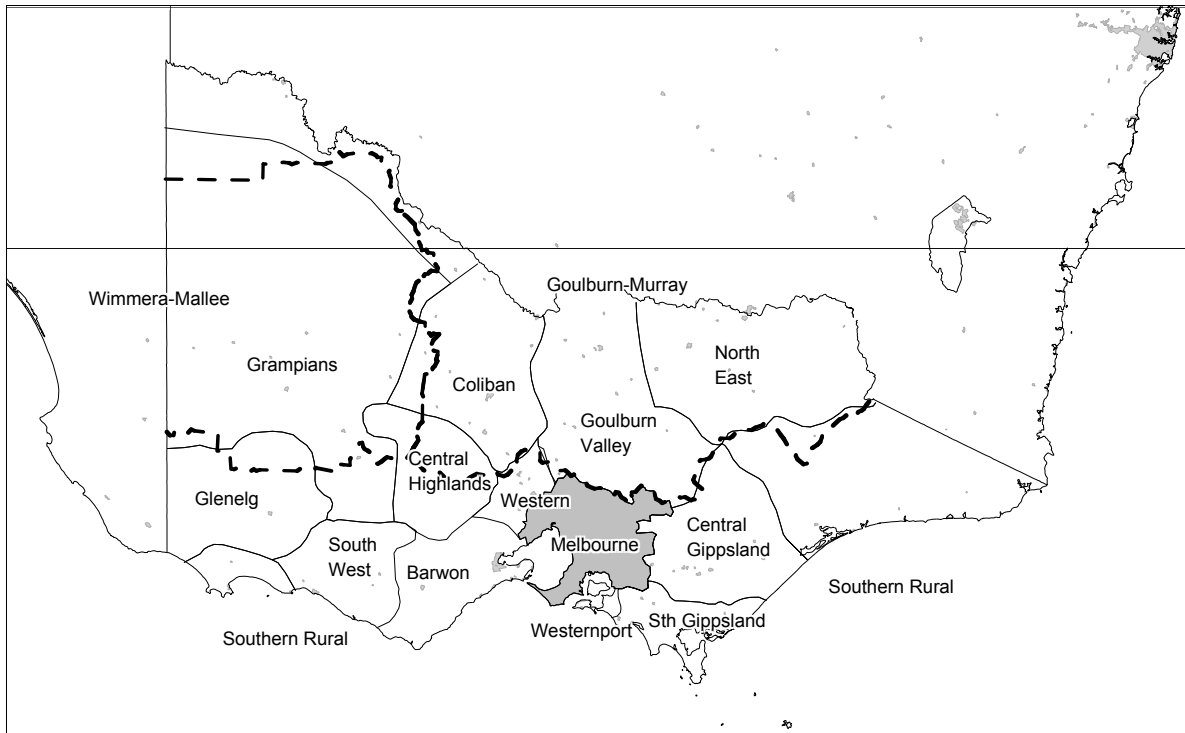 Goulburn-Murray
Wimmera-Mallee
North
East
Grampians
Coliban
Goulburn
Valley
Central
Highlands
Glenelg
Western
Central
Gippsland
South
West
Melbourne
Barwon
Southern Rural
Sth Gippsland
Westernport
Southern Rural